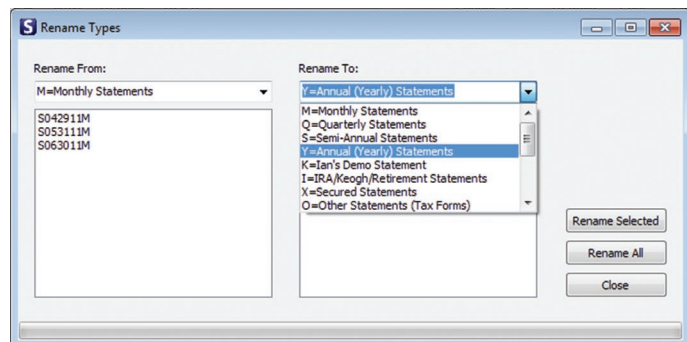 S Rename Types
Rename From:
Rename To:
M=Monthly Statements
Y=Annual (Yearly) Statements
S042911M
S053111M
S063011M
M=Monthly Statements
Q=Quarterly Statements
S=Semi-Annual Statements
Y=Annual (Yearly) Statements
K=Ian's Demo Statement
I=IRA/Keogh/Retirement Statements
X=Secured Statements
O=Other Statements (Tax Forms)
Rename Selected
Rename All
Close